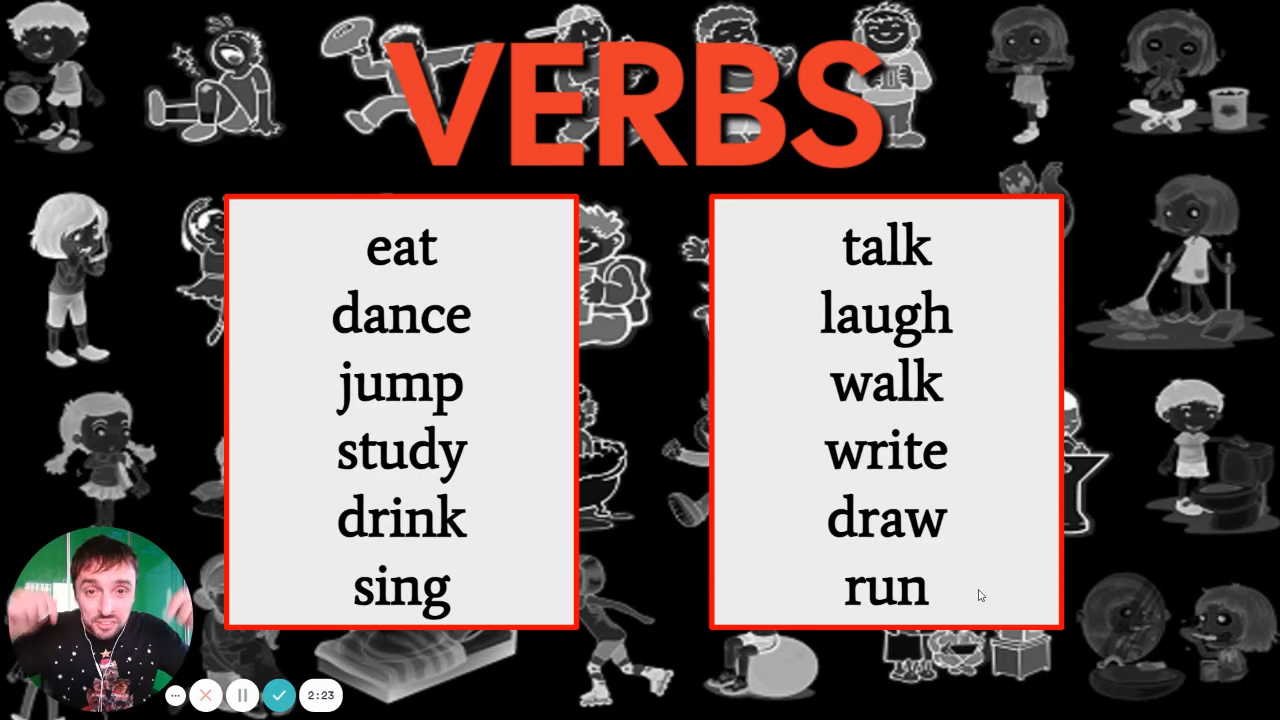 VERBS
eat
dance
jump
study
drink
sing
talk
laugh
walk
write
draw
run
2:23